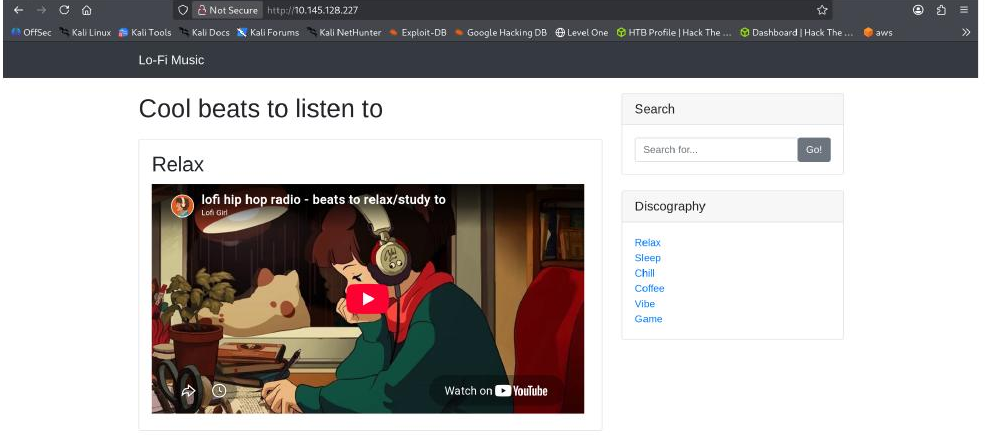 Not Secure http://10.145.128.227
OffSec Kali Linux Kali Tools Kali Docs Kali Forums Kali NetHunter Exploit-DB Google Hacking DB Level One HTB Profile | Hack The ... Dashboard | Hack The ... aws
Lo-Fi Music
Cool beats to listen to
Relax
lofi hip hop radio - beats to relax/study to
Lofi Girl
Watch on YouTube
Search
Search for...
Go!
Discography
Relax
Sleep
Chill
Coffee
Vibe
Game